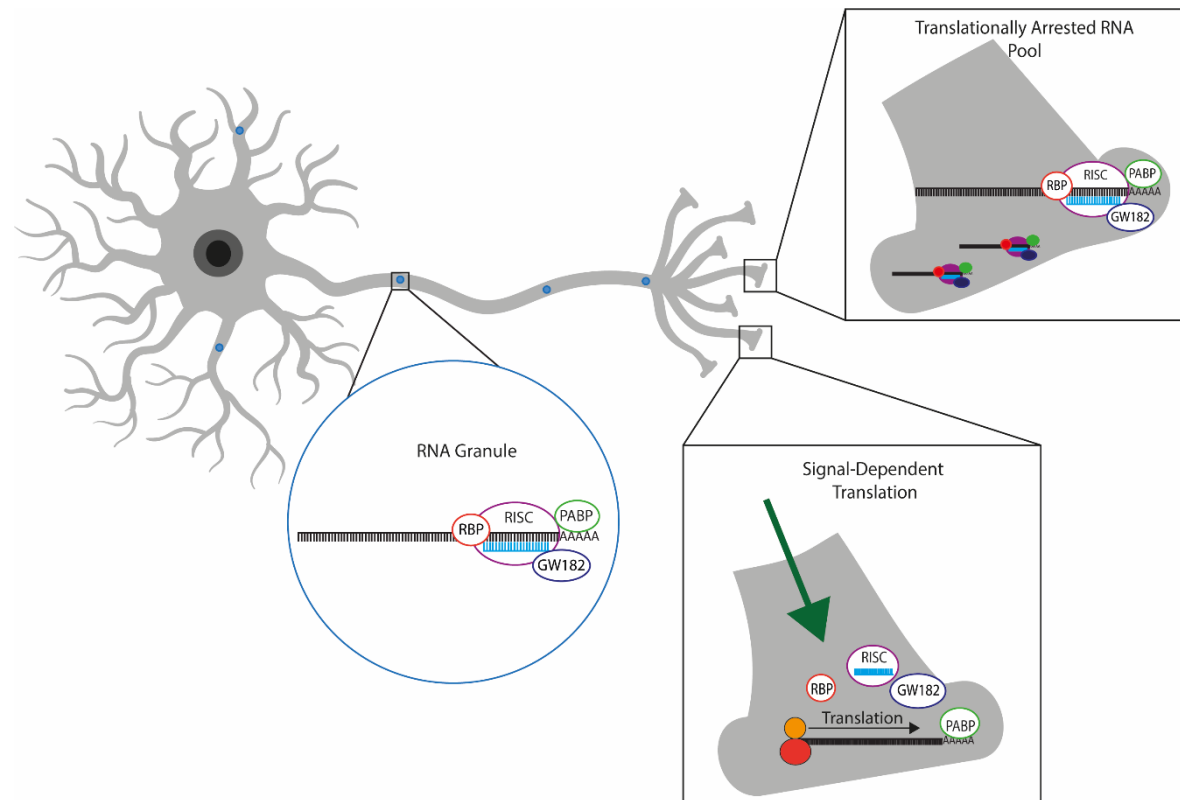 Translationally Arrested RNA
Pool
RBP
RISC
PABP
AAAAA
GW182
RNA Granule
RBP
RISC
PABP
AAAAA
GW182
Signal-Dependent
Translation
RISC
RBP
GW182
Translation
PABP
AAAAA